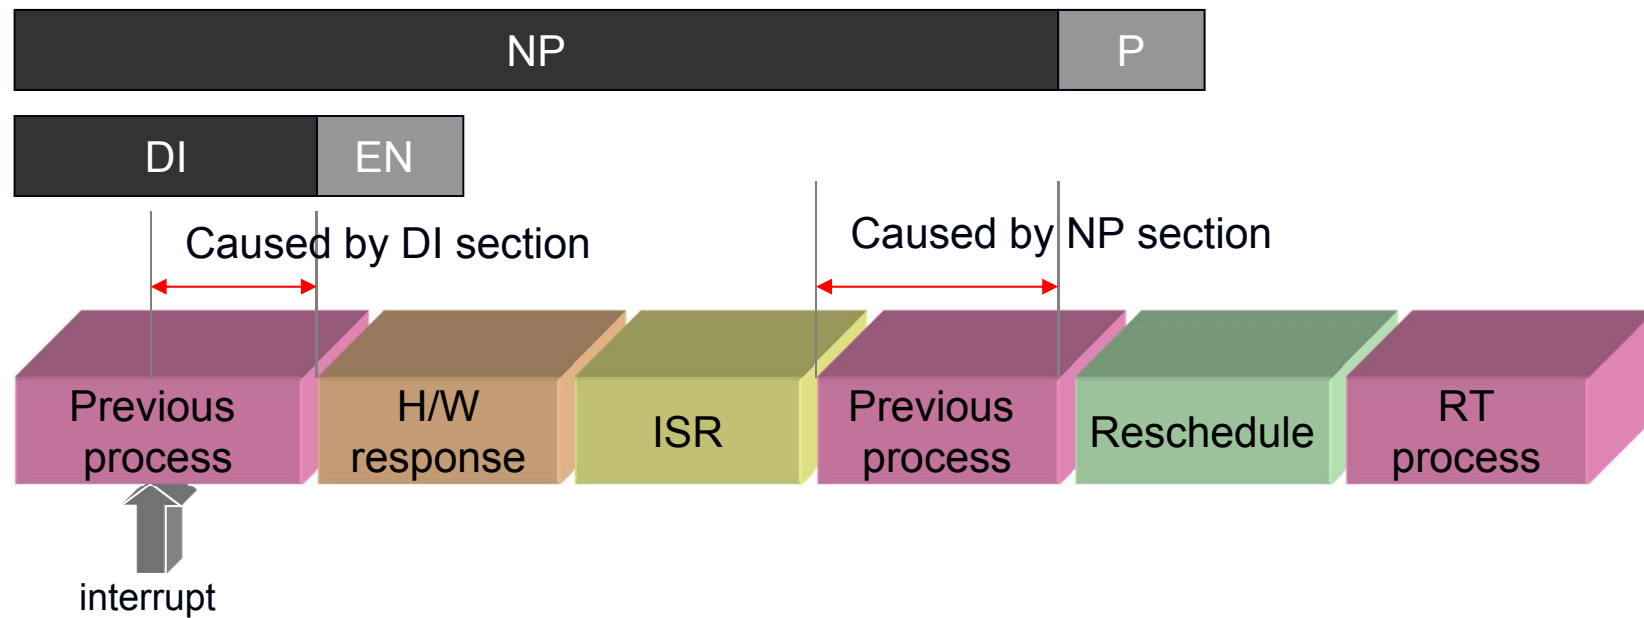 NP
P
DI
EN
Caused by DI section
Caused by NP section
Previous
process
H/W
response
ISR
Previous
process
Reschedule
RT
process
interrupt